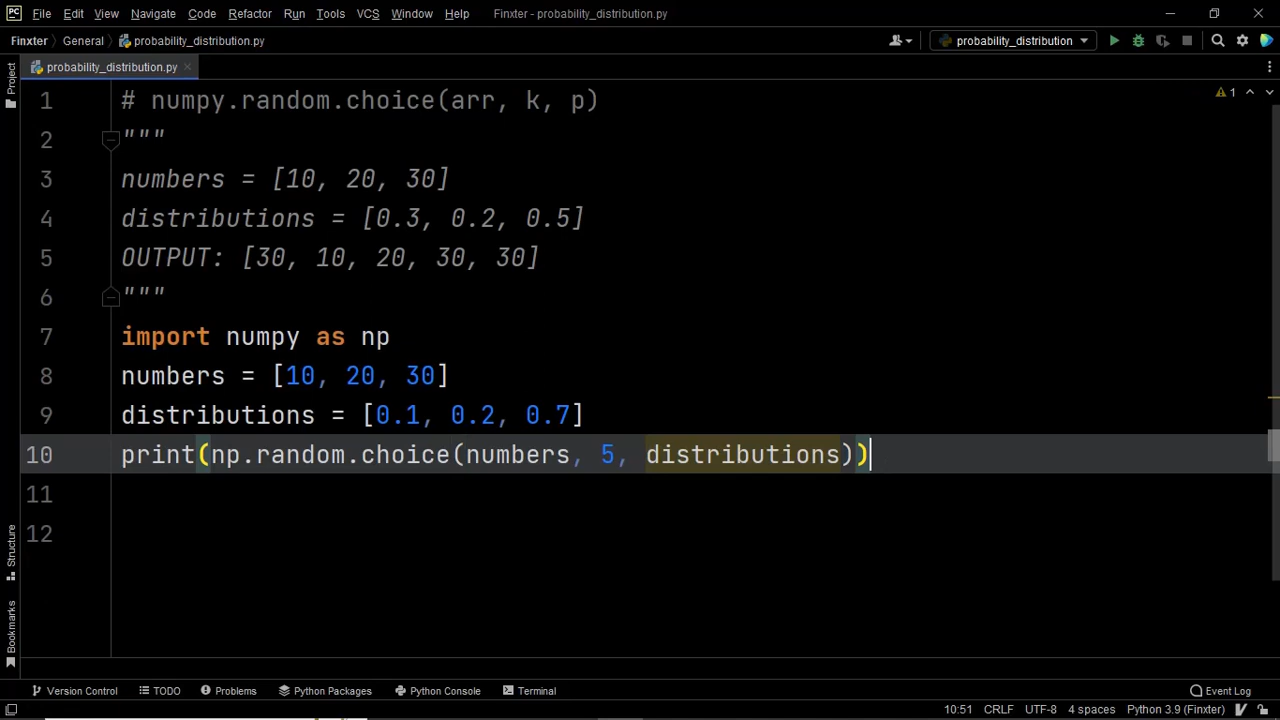 PC File Edit View Navigate Code Refactor Run Tools VCS Window Help Finxter - probability_distribution.py
Finxter General probability_distribution.py probability_distribution
probability_distribution.py
Project
1 # numpy.random.choice(arr, k, p) 1
2 """
3 numbers = [10, 20, 30]
4 distributions = [0.3, 0.2, 0.5]
5 OUTPUT: [30, 10, 20, 30, 30]
6 """
7 import numpy as np
8 numbers = [10, 20, 30]
9 distributions = [0.1, 0.2, 0.7]
10 print(np.random.choice(numbers, 5, distributions))
11
12
Structure
Bookmarks
Version Control TODO Problems Python Packages Python Console Terminal Event Log
10:51 CRLF UTF-8 4 spaces Python 3.9 (Finxter)